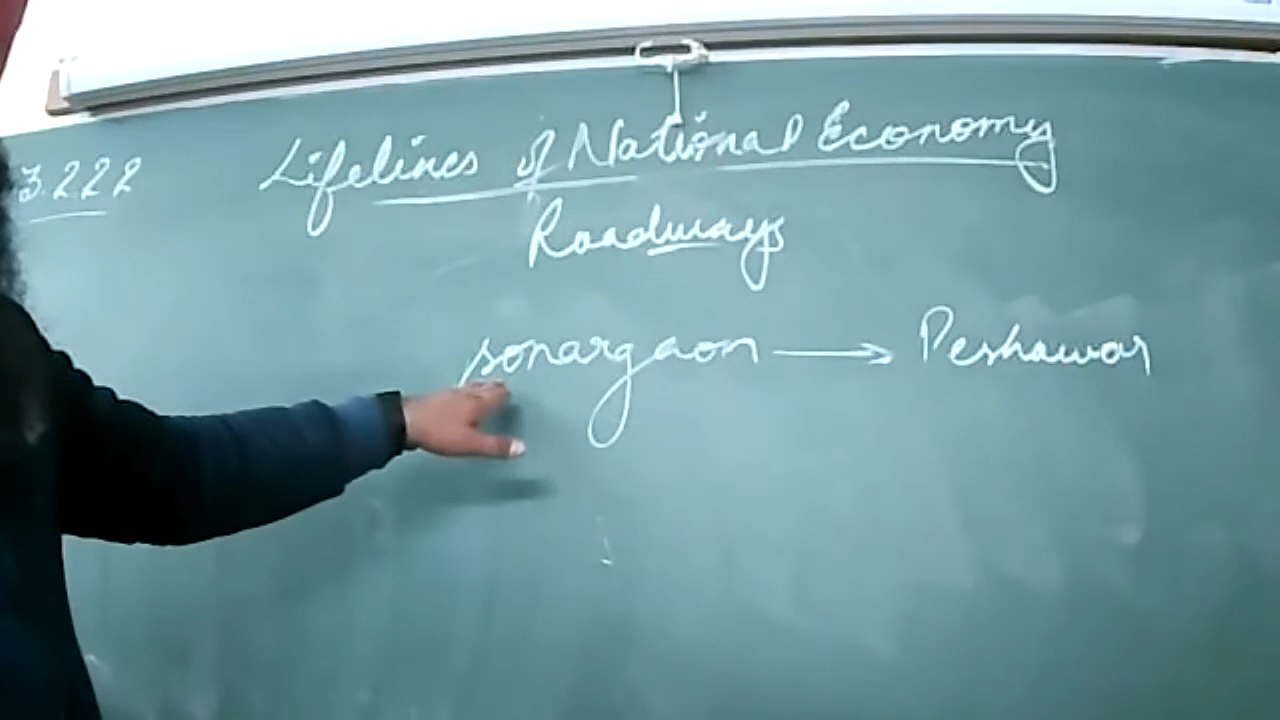 3.2.22
Lifelines of National Economy
Roadways
sonargaon → Peshawar